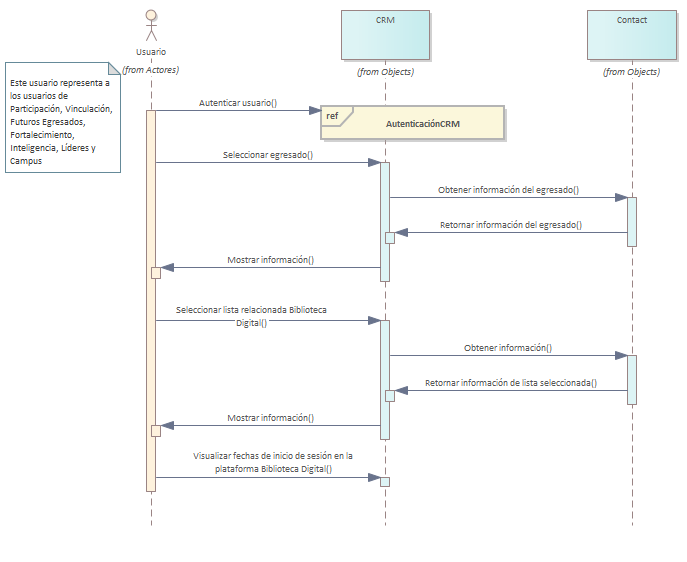 CRM
Contact
Usuario
(from Actores)
(from Objects)
(from Objects)
Este usuario representa a
los usuarios de
Participación, Vinculación,
Futuros Egresados,
Fortalecimiento,
Inteligencia, Líderes y
Campus
Autenticar usuario()
ref
AutenticaciónCRM
Seleccionar egresado()
Obtener información del egresado()
Retornar información del egresado()
Mostrar información()
Seleccionar lista relacionada Biblioteca
Digital()
Obtener información()
Retornar información de lista seleccionada()
Mostrar información()
Visualizar fechas de inicio de sesión en la
plataforma Biblioteca Digital()